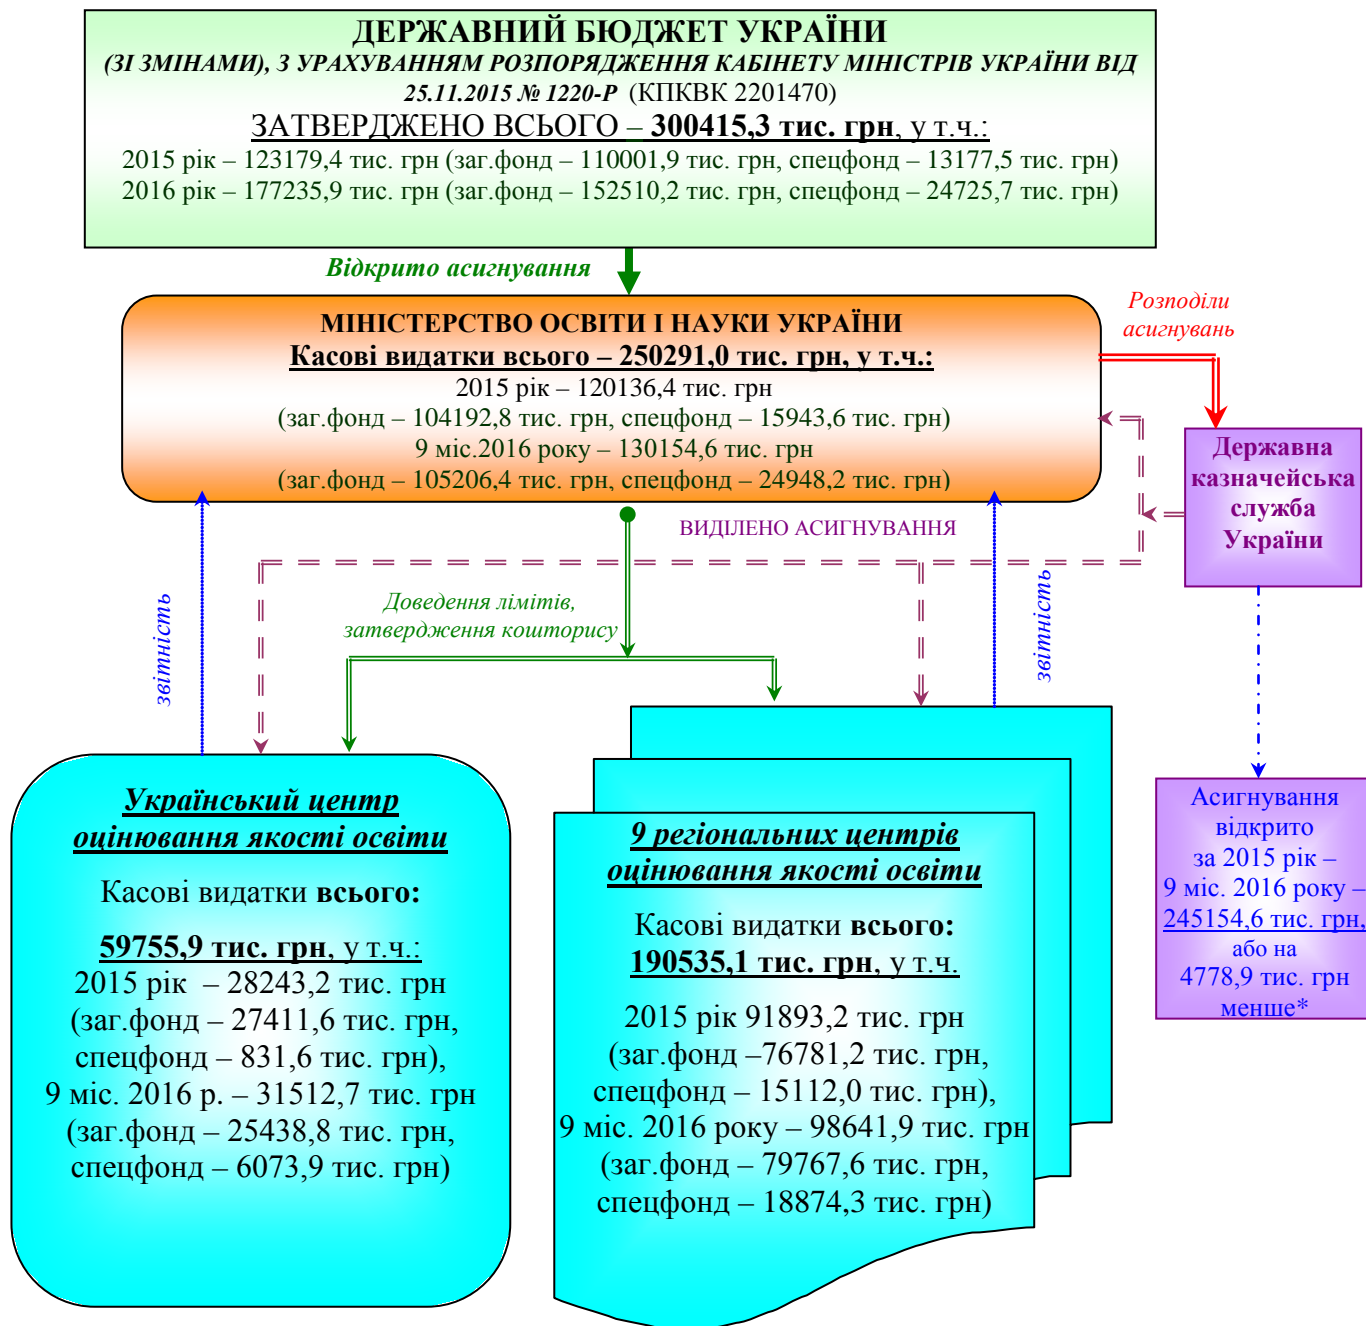 ДЕРЖАВНИЙ БЮДЖЕТ УКРАЇНИ
(ЗІ ЗМІНАМИ), З УРАХУВАННЯМ РОЗПОРЯДЖЕННЯ КАБІНЕТУ МІНІСТРІВ УКРАЇНИ ВІД
25.11.2015 № 1220-Р (КПКВК 2201470)
ЗАТВЕРДЖЕНО ВСЬОГО – 300415,3 тис. грн, у т.ч.:
2015 рік – 123179,4 тис. грн (заг.фонд – 110001,9 тис. грн, спецфонд – 13177,5 тис. грн)
2016 рік – 177235,9 тис. грн (заг.фонд – 152510,2 тис. грн, спецфонд – 24725,7 тис. грн)
Відкрито асигнування
МІНІСТЕРСТВО ОСВІТИ І НАУКИ УКРАЇНИ
Касові видатки всього – 250291,0 тис. грн, у т.ч.:
2015 рік – 120136,4 тис. грн
(заг.фонд – 104192,8 тис. грн, спецфонд – 15943,6 тис. грн)
9 міс.2016 року – 130154,6 тис. грн
(заг.фонд – 105206,4 тис. грн, спецфонд – 24948,2 тис. грн)
Розподіли
асигнувань
Державна
казначейська
служба
України
ВИДІЛЕНО АСИГНУВАННЯ
Доведення лімітів,
затвердження кошторису
звітність
звітність
Український центр
оцінювання якості освіти
Касові видатки всього:
59755,9 тис. грн, у т.ч.:
2015 рік – 28243,2 тис. грн
(заг.фонд – 27411,6 тис. грн,
спецфонд – 831,6 тис. грн),
9 міс. 2016 р. – 31512,7 тис. грн
(заг.фонд – 25438,8 тис. грн,
спецфонд – 6073,9 тис. грн)
9 регіональних центрів
оцінювання якості освіти
Касові видатки всього:
190535,1 тис. грн, у т.ч.
2015 рік 91893,2 тис. грн
(заг.фонд –76781,2 тис. грн,
спецфонд – 15112,0 тис. грн),
9 міс. 2016 року – 98641,9 тис. грн
(заг.фонд – 79767,6 тис. грн,
спецфонд – 18874,3 тис. грн)
Асигнування
відкрито
за 2015 рік –
9 міс. 2016 року –
245154,6 тис. грн,
або на
4778,9 тис. грн
менше*